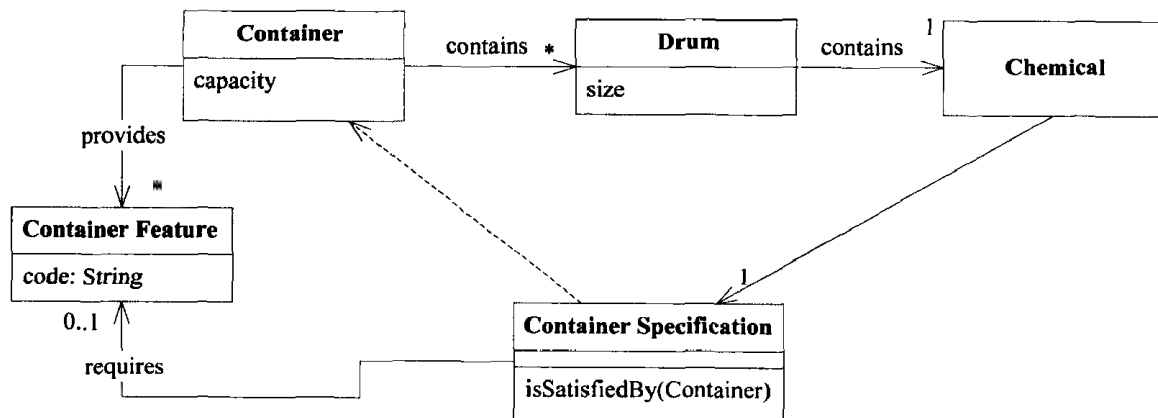 Container
capacity
contains *
Drum
size
contains
1
Chemical
provides
*
Container Feature
code: String
0..1
requires
1
Container Specification
isSatisfiedBy(Container)